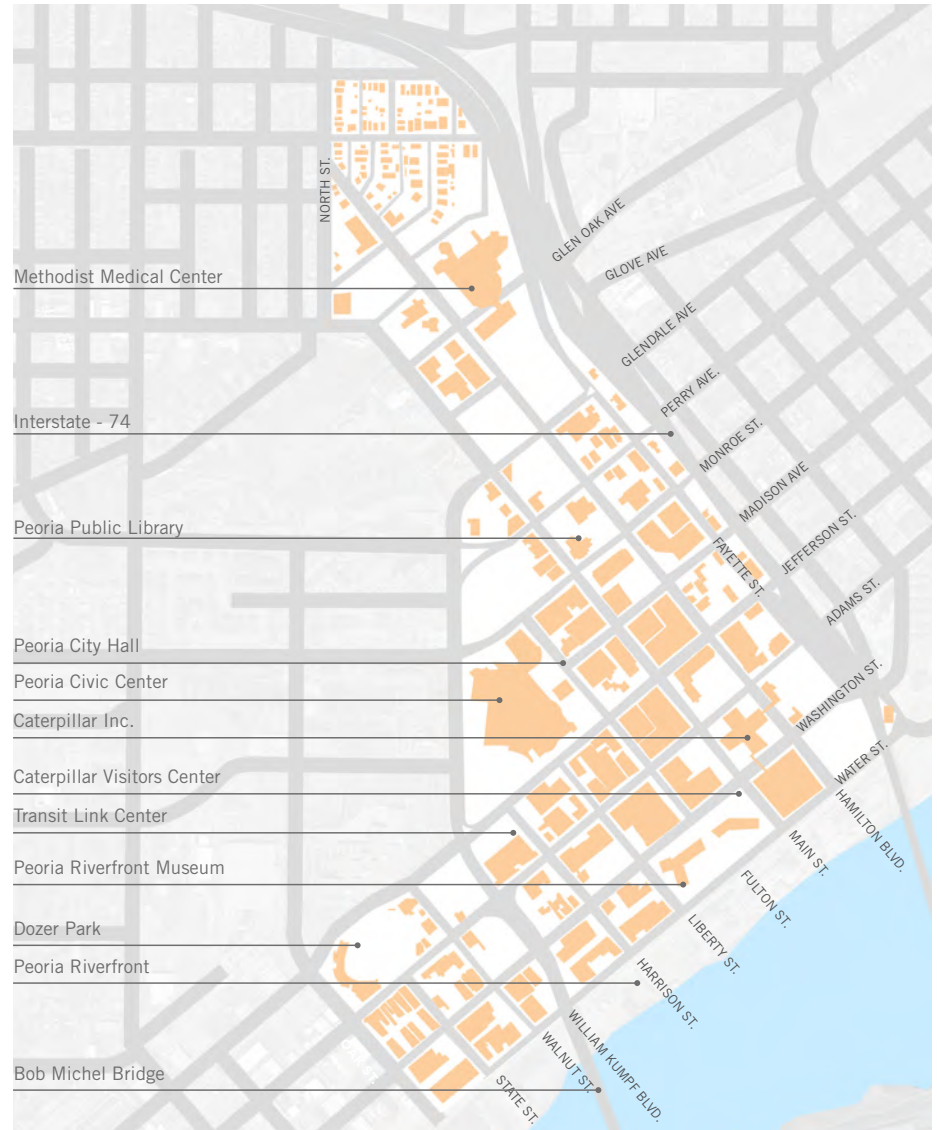 NORTH ST.
GLEN OAK AVE
GLOVE AVE
Methodist Medical Center
GLENDALE AVE
PERRY AVE.
Interstate - 74
MONROE ST.
MADISON AVE
Peoria Public Library
JEFFERSON ST.
FAYETTE ST.
ADAMS ST.
Peoria City Hall
Peoria Civic Center
WASHINGTON ST.
Caterpillar Inc.
WATER ST.
Caterpillar Visitors Center
HAMILTON BLVD.
Transit Link Center
MAIN ST.
Peoria Riverfront Museum
FULTON ST.
Dozer Park
LIBERTY ST.
Peoria Riverfront
HARRISON ST.
WILLIAM KUMPF BLVD.
WALNUT ST.
Bob Michel Bridge
STATE ST.